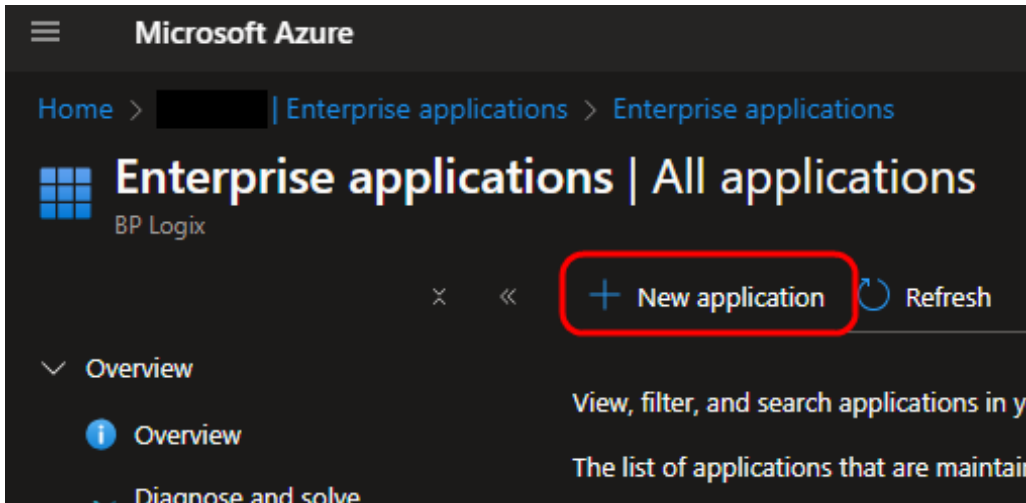 Microsoft Azure
Home > | Enterprise applications > Enterprise applications
Enterprise applications | All applications
BP Logix
New application Refresh
Overview
View, filter, and search applications in y
Overview
The list of applications that are maintai
Diagnose and solve